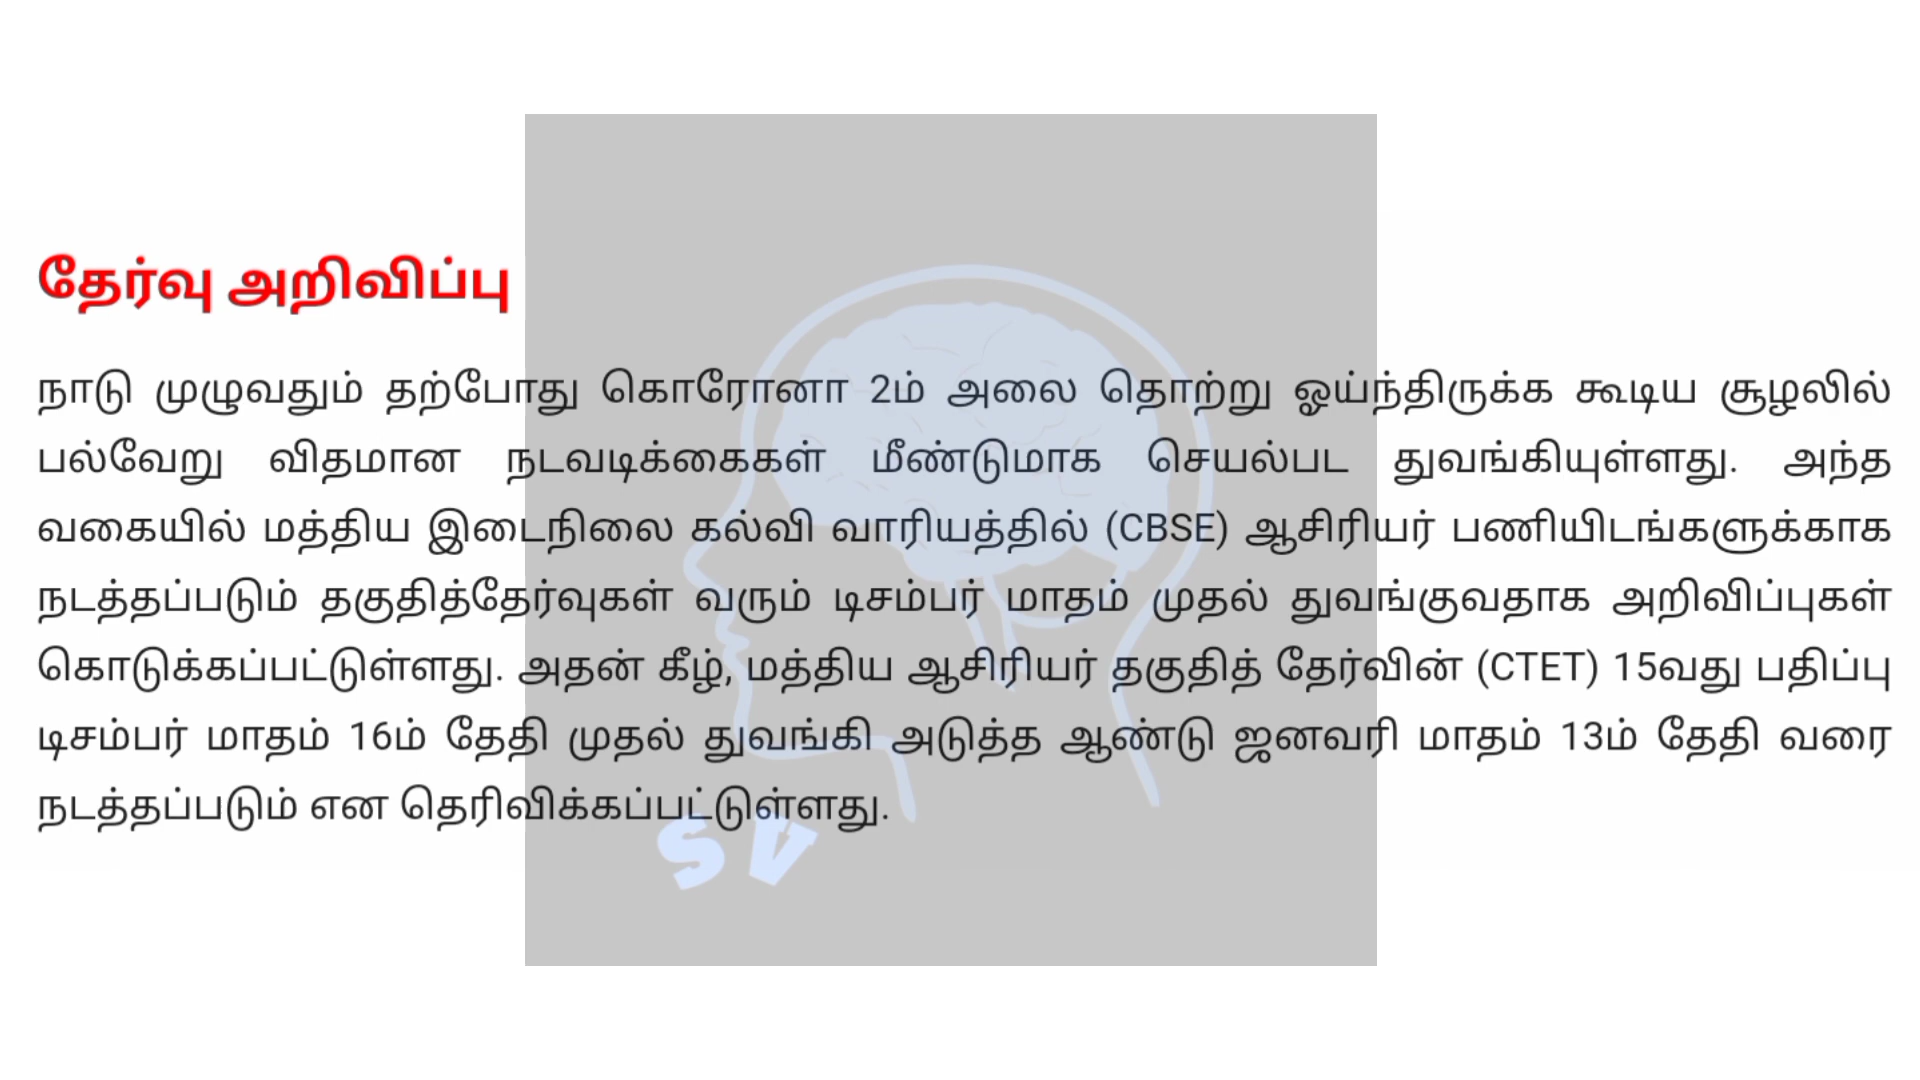 தேர்வு அறிவிப்பு
நாடு முழுவதும் தற்போது கொரோனா 2ம் அலை தொற்று ஓய்ந்திருக்க கூடிய சூழலில்
பல்வேறு விதமான நடவடிக்கைகள் மீண்டுமாக செயல்பட துவங்கியுள்ளது. அந்த
வகையில் மத்திய இடைநிலை கல்வி வாரியத்தில் (CBSE) ஆசிரியர் பணியிடங்களுக்காக
நடத்தப்படும் தகுதித்தேர்வுகள் வரும் டிசம்பர் மாதம் முதல் துவங்குவதாக அறிவிப்புகள்
கொடுக்கப்பட்டுள்ளது. அதன் கீழ், மத்திய ஆசிரியர் தகுதித் தேர்வின் (CTET) 15வது பதிப்பு
டிசம்பர் மாதம் 16ம் தேதி முதல் துவங்கி அடுத்த ஆண்டு ஜனவரி மாதம் 13ம் தேதி வரை
நடத்தப்படும் என தெரிவிக்கப்பட்டுள்ளது.
S V